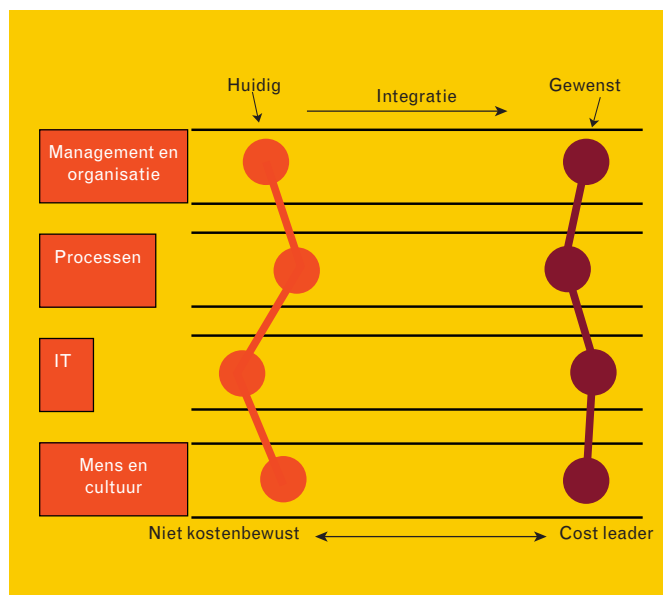 Huidig
Integratie
Gewenst
Management en
organisatie
Processen
IT
Mens en
cultuur
Niet kostenbewust
Cost leader